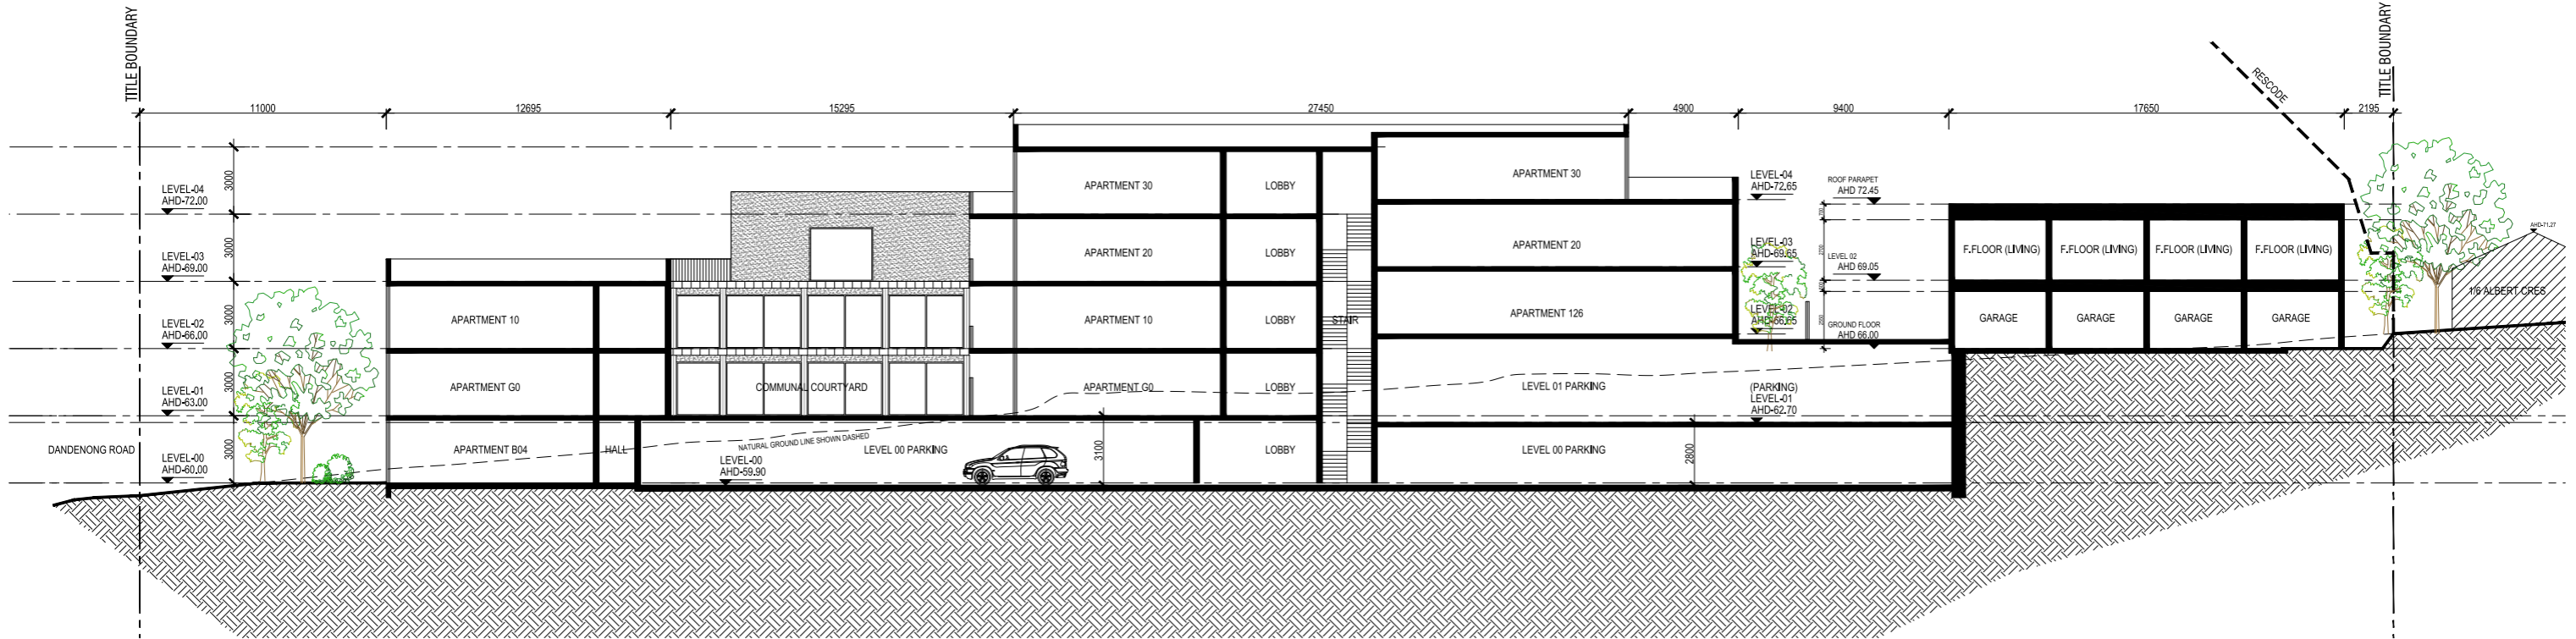 TITLE BOUNDARY
TITLE BOUNDARY
RESCODE
11000
12695
15295
27450
4900
9400
17650
2195
3000
3000
3000
3000
3000
LEVEL-04
AHD-72.00
LEVEL-03
AHD-69.00
LEVEL-02
AHD-66.00
LEVEL-01
AHD-63.00
LEVEL-00
AHD-60.00
DANDENONG ROAD
APARTMENT 10
APARTMENT G0
APARTMENT B04
HALL
COMMUNAL COURTYARD
NATURAL GROUND LINE SHOWN DASHED
LEVEL-00
AHD-59.90
LEVEL 00 PARKING
3100
APARTMENT 30
LOBBY
APARTMENT 20
LOBBY
APARTMENT 10
LOBBY
APARTMENT G0
LOBBY
LOBBY
STAIR
APARTMENT 30
APARTMENT 20
APARTMENT 126
LEVEL 01 PARKING
LEVEL 00 PARKING
2800
(PARKING)
LEVEL-01
AHD-62.70
LEVEL-04
AHD-72.65
LEVEL-03
AHD-69.65
LEVEL-02
AHD-66.65
ROOF PARAPET
AHD 72.45
LEVEL 02
AHD 69.05
GROUND FLOOR
AHD 66.00
F.FLOOR (LIVING)
F.FLOOR (LIVING)
F.FLOOR (LIVING)
F.FLOOR (LIVING)
GARAGE
GARAGE
GARAGE
GARAGE
AHD-71.27
1/6 ALBERT CRES